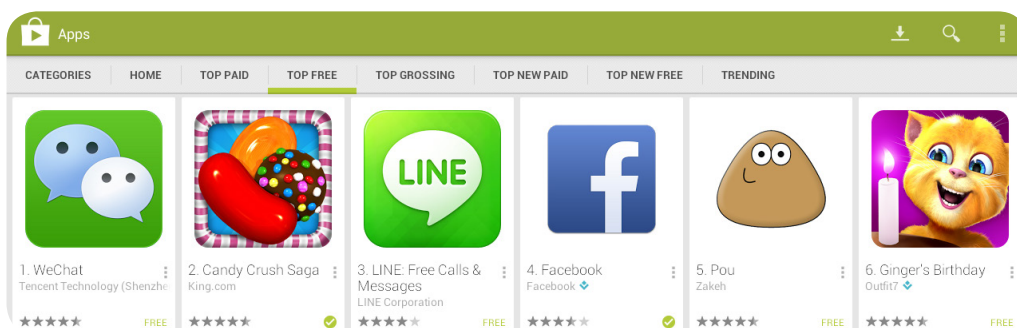 Apps
CATEGORIES HOME TOP PAID TOP FREE TOP GROSSING TOP NEW PAID TOP NEW FREE TRENDING
LINE
f
1. WeChat
Tencent Technology (Shenzhe
FREE
2. Candy Crush Saga
King.com
3. LINE: Free Calls &
Messages
LINE Corporation
FREE
4. Facebook
Facebook
5. Pou
Zakeh
FREE
6. Ginger's Birthday
Outfit7
FREE